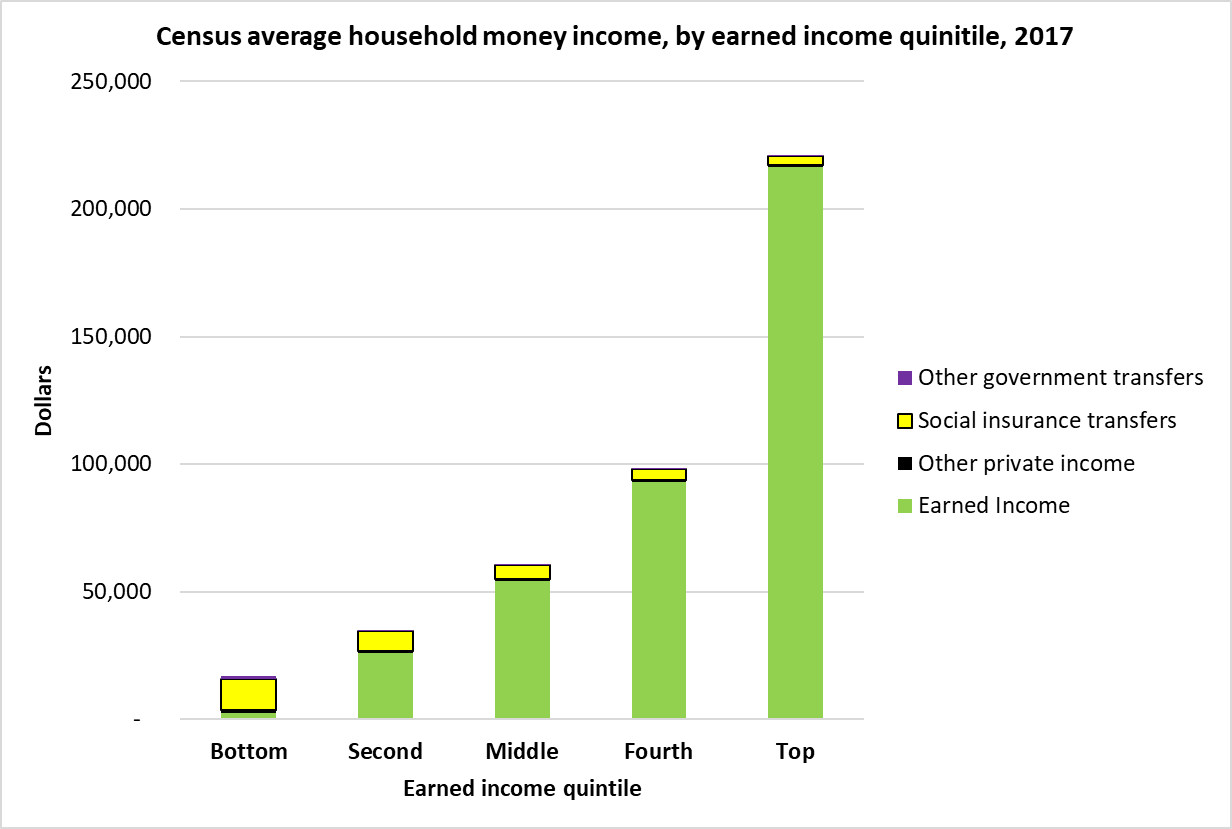 Census average household money income, by earned income quinitile, 2017
250,000
200,000
150,000
100,000
50,000
-
Dollars
Bottom Second Middle Fourth Top
Earned income quintile
Other government transfers
Social insurance transfers
Other private income
Earned Income